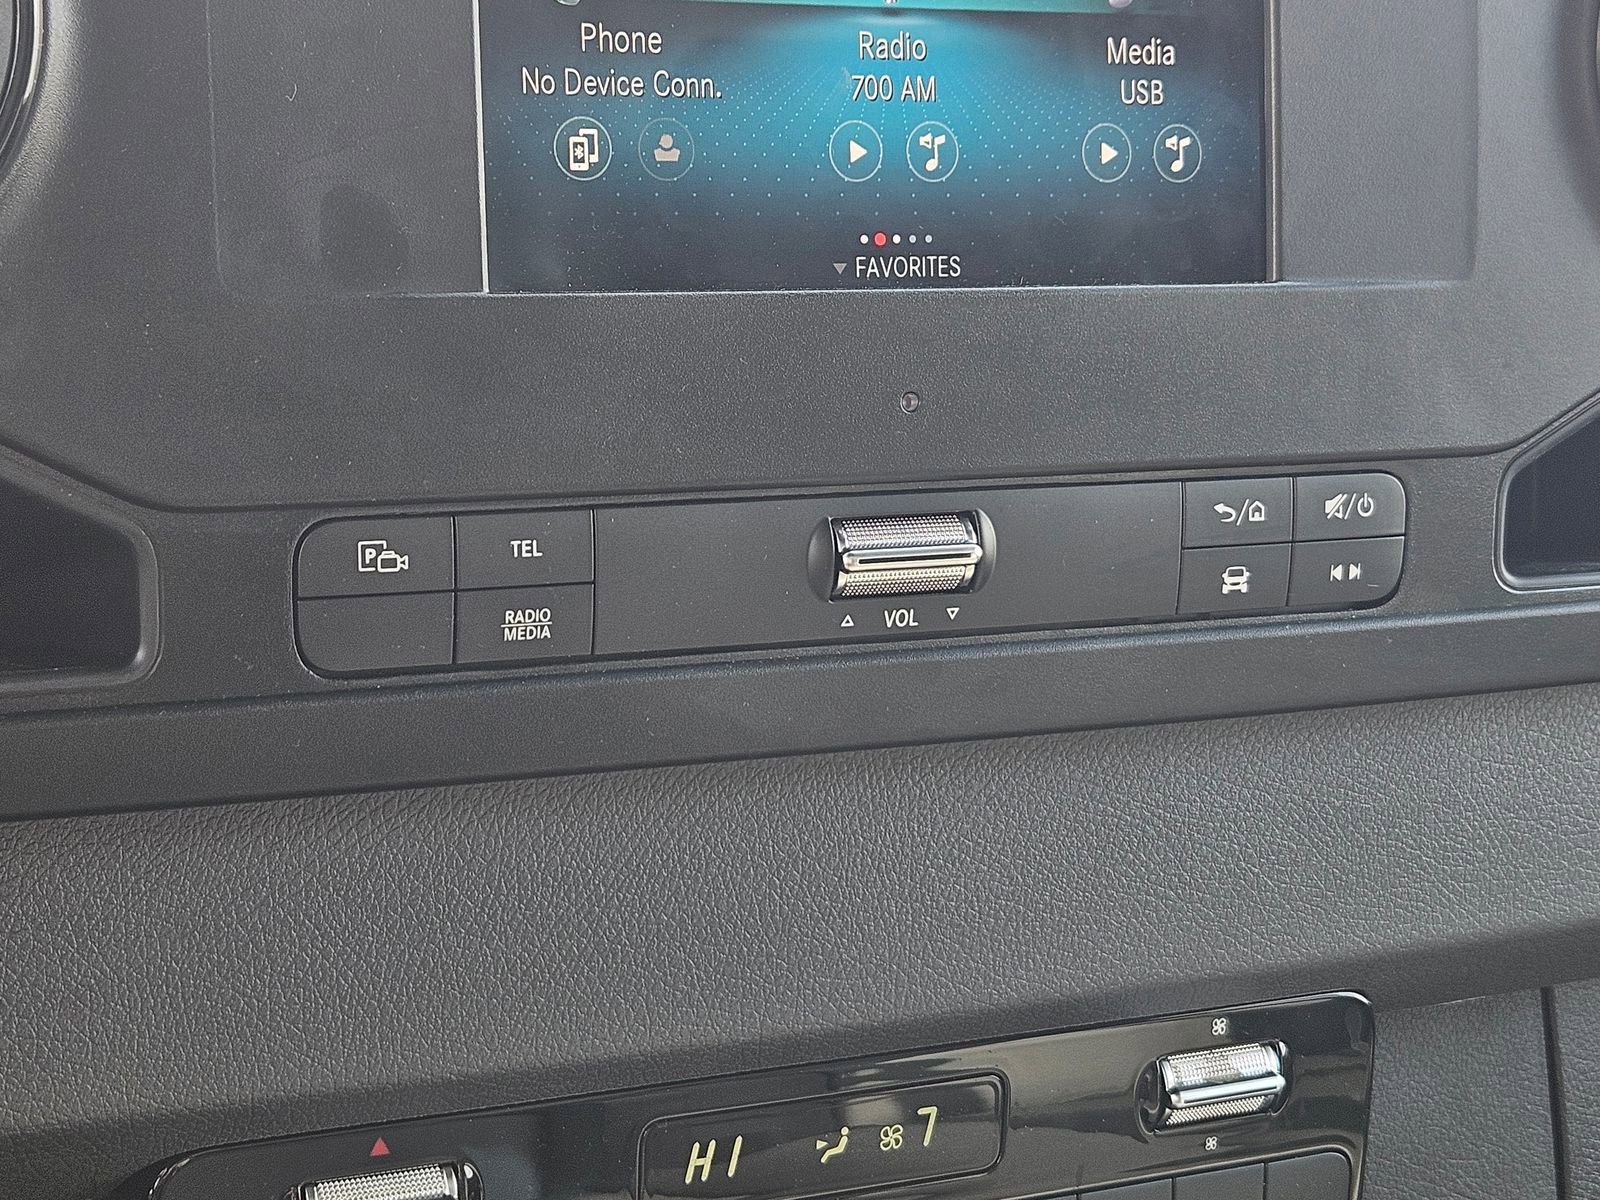 Phone
No Device Conn.
Radio
700 AM
Media
USB
FAVORITES
P
TEL
RADIO
MEDIA
VOL
HI 7